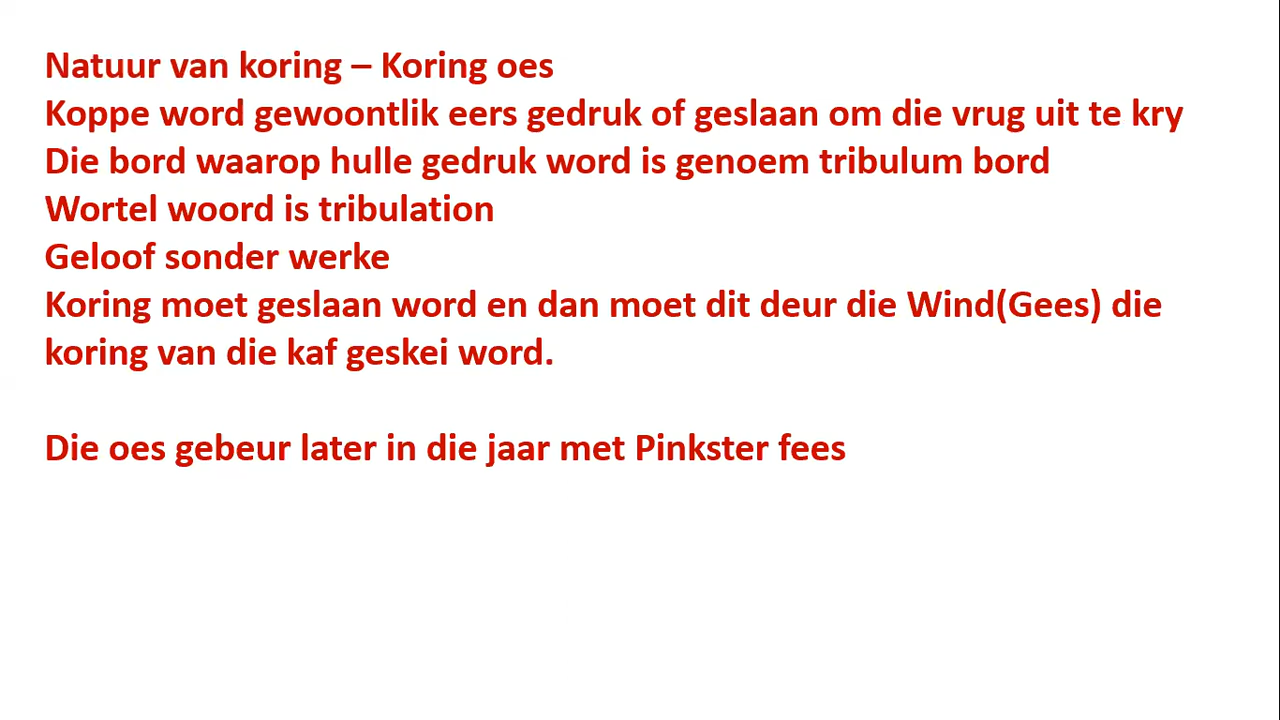 Natuur van koring – Koring oes
Koppe word gewoontlik eers gedruk of geslaan om die vrug uit te kry
Die bord waarop hulle gedruk word is genoem tribulum bord
Wortel woord is tribulation
Geloof sonder werke
Koring moet geslaan word en dan moet dit deur die Wind(Gees) die
koring van die kaf geskei word.
Die oes gebeur later in die jaar met Pinkster fees